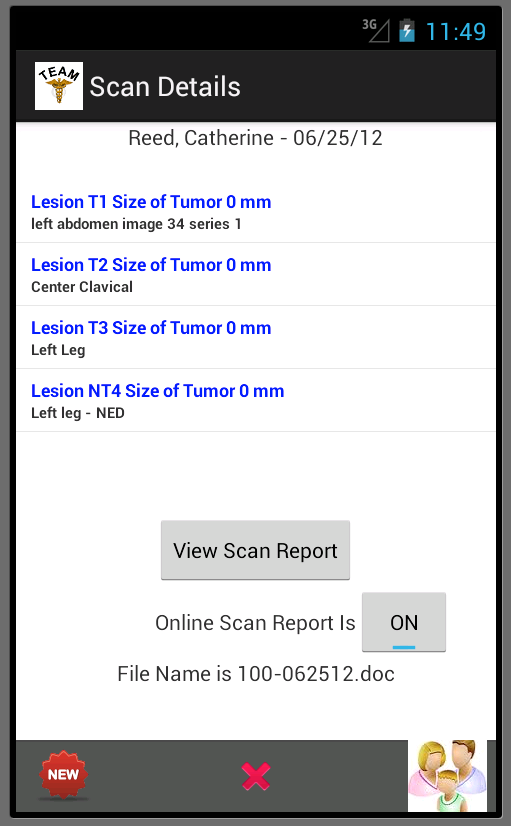 3G 11:49
TEAM Scan Details
Reed, Catherine - 06/25/12
Lesion T1 Size of Tumor 0 mm
left abdomen image 34 series 1
Lesion T2 Size of Tumor 0 mm
Center Clavical
Lesion T3 Size of Tumor 0 mm
Left Leg
Lesion NT4 Size of Tumor 0 mm
Left leg - NED
View Scan Report
Online Scan Report Is ON
File Name is 100-062512.doc
NEW